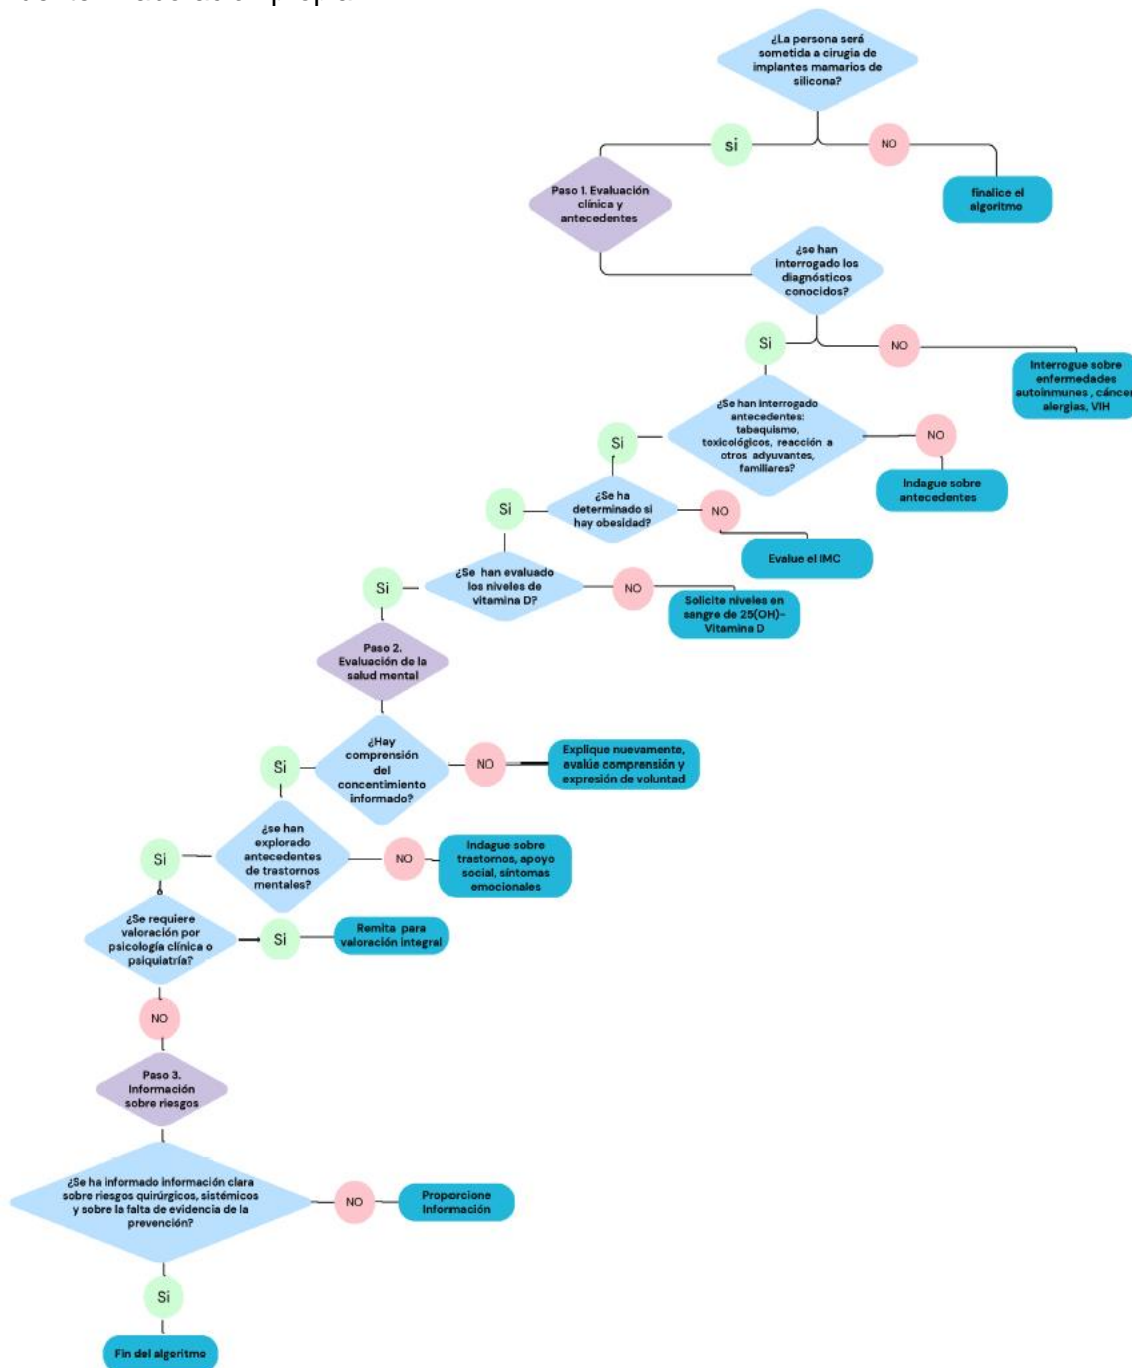 ¿La persona será
sometida a cirugia de
implantes mamarios de
silicona?
si
NO
Paso 1. Evaluación
clínica y
antecedentes
finalice el
algoritmo
¿se han
interrogado los
diagnósticos
conocidos?
Si
NO
Interrogue sobre
enfermedades
autoinmunes , cáncer
alergias, VIH
¿Se han interrogado
antecedentes:
tabaquismo,
toxicológicos, reacción a
otros adyuvantes,
familiares?
Si
NO
Indague sobre
antecedentes
¿Se ha
determinado si
hay obesidad?
Si
NO
Evalue el IMC
¿Se han evaluado
los niveles de
vitamina D?
Si
NO
Solicite niveles en
sangre de 25(OH)-
Vitamina D
Paso 2.
Evaluación de la
salud mental
¿Hay
comprensión
del
concentimiento
informado?
Si
NO
Explique nuevamente,
evalúe comprensión y
expresión de voluntad
¿se han
explorado
antecedentes
de trastornos
mentales?
Si
NO
Indague sobre
trastornos, apoyo
social, síntomas
emocionales
¿Se requiere
valoración por
psicología clínica o
psiquiatría?
Si
Remita para
valoración integral
NO
Paso 3.
Información
sobre riesgos
¿Se ha informado información clara
sobre riesgos quirúrgicos, sistémicos
y sobre la falta de evidencia de la
prevención?
NO
Proporcione
Información
Si
Fin del algoritmo